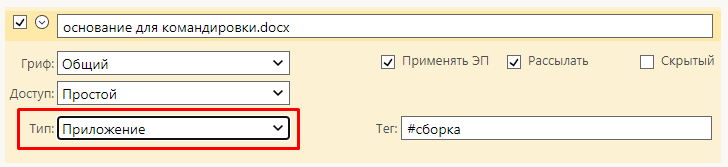 основание для командировки.docx
Гриф: Общий Применять ЭП Рассылать Скрытый
Доступ: Простой
Тип: Приложение Тег: #сборка